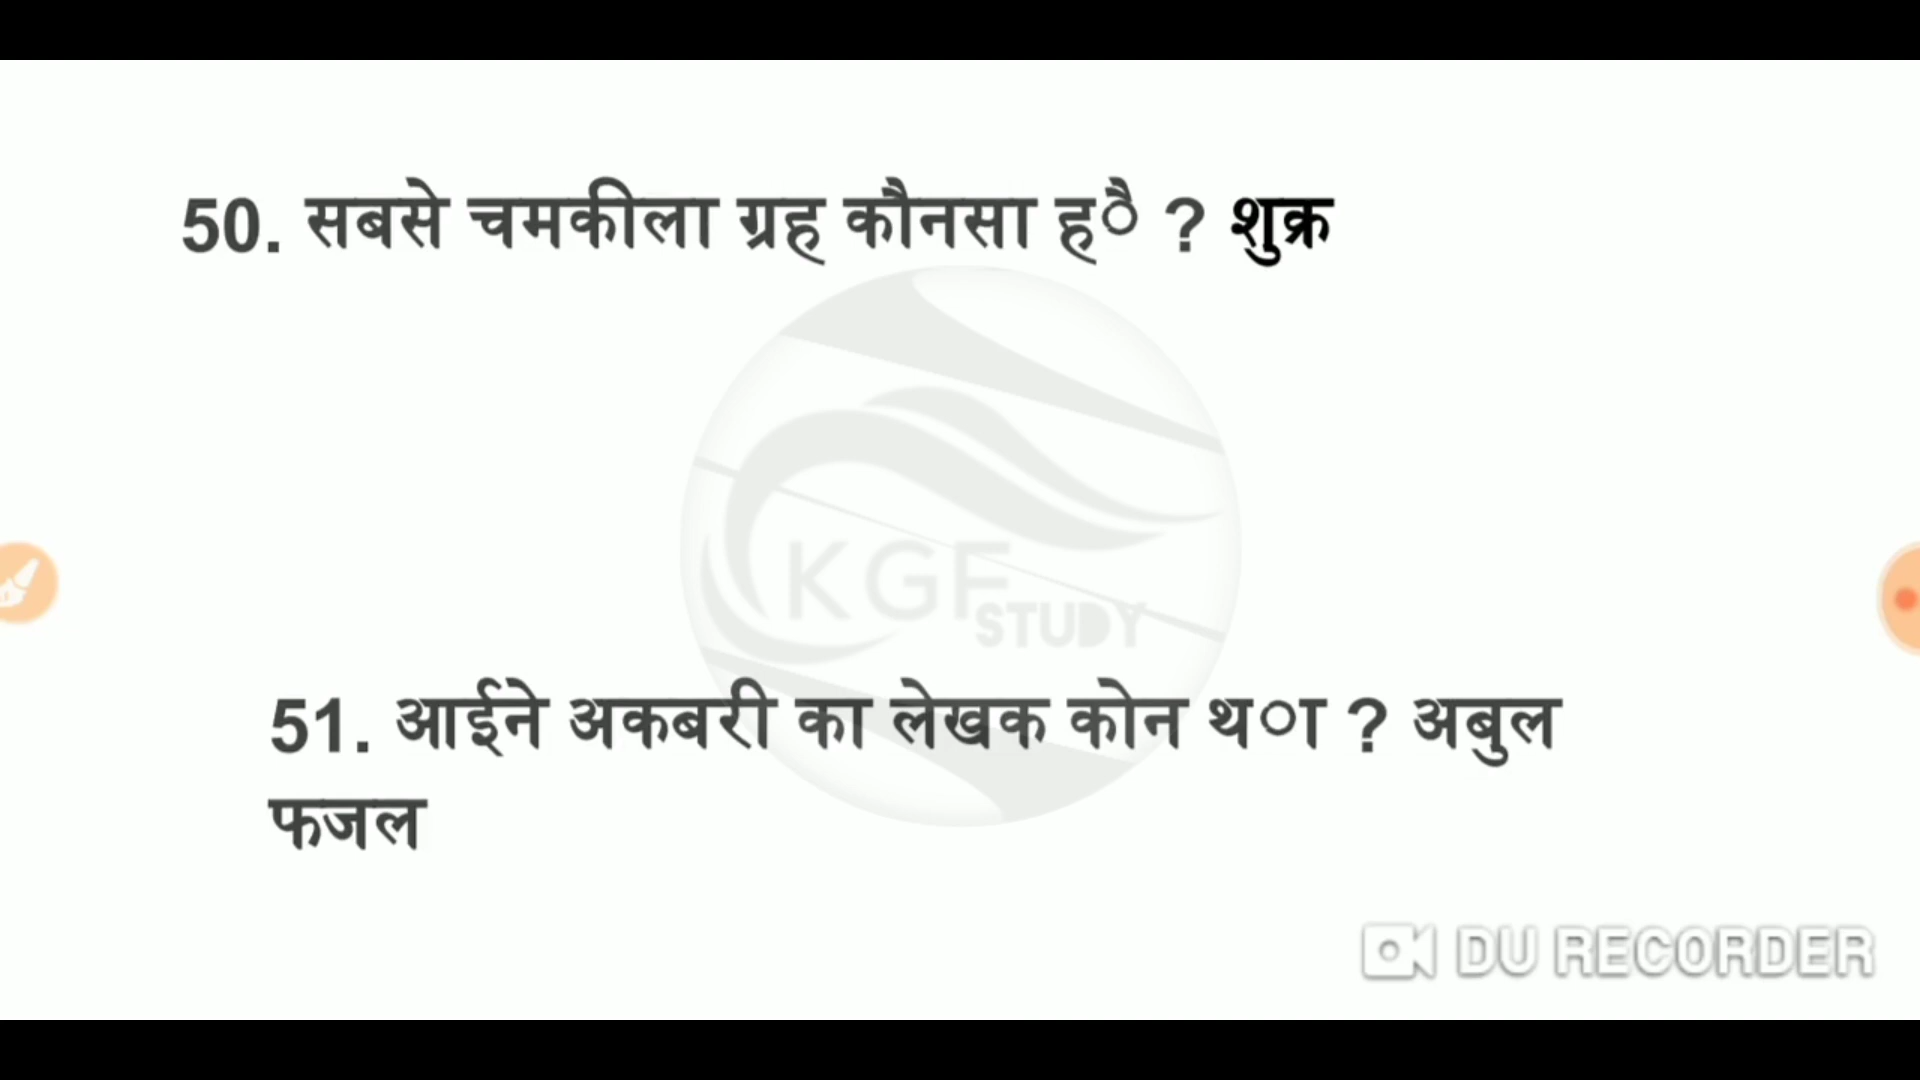 50. सबसे चमकीला ग्रह कौनसा ह◌ै ? शुक्र
KGF
STUDY
51. आईने अकबरी का लेखक कोन थ◌ा ? अबुल
फजल
DU RECORDER